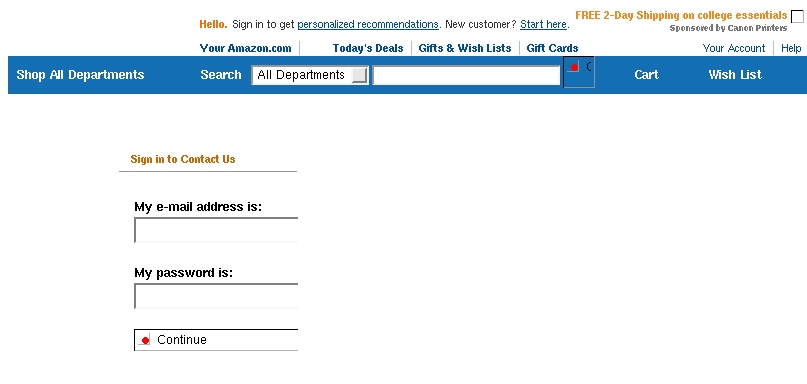 FREE 2-Day Shipping on college essentials
Hello. Sign in to get personalized recommendations. New customer? Start here.
Sponsored by Canon Printers
Your Amazon.com Today's Deals Gifts & Wish Lists Gift Cards Your Account Help
Shop All Departments Search All Departments Cart Wish List
Sign in to Contact Us
My e-mail address is:
My password is:
Continue